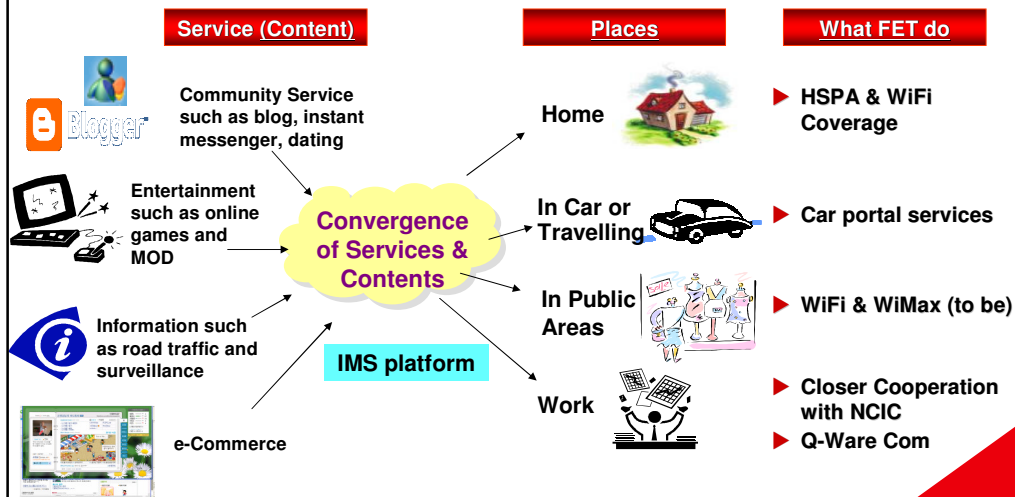 Service (Content)
Places
What FET do
Blogger
Community Service
such as blog, instant
messenger, dating
Entertainment
such as online
games and
MOD
Information such
as road traffic and
surveillance
e-Commerce
Convergence
of Services &
Contents
IMS platform
Home
In Car or
Travelling
In Public
Areas
Work
HSPA & WiFi
Coverage
Car portal services
WiFi & WiMax (to be)
Closer Cooperation
with NCIC
Q-Ware Com